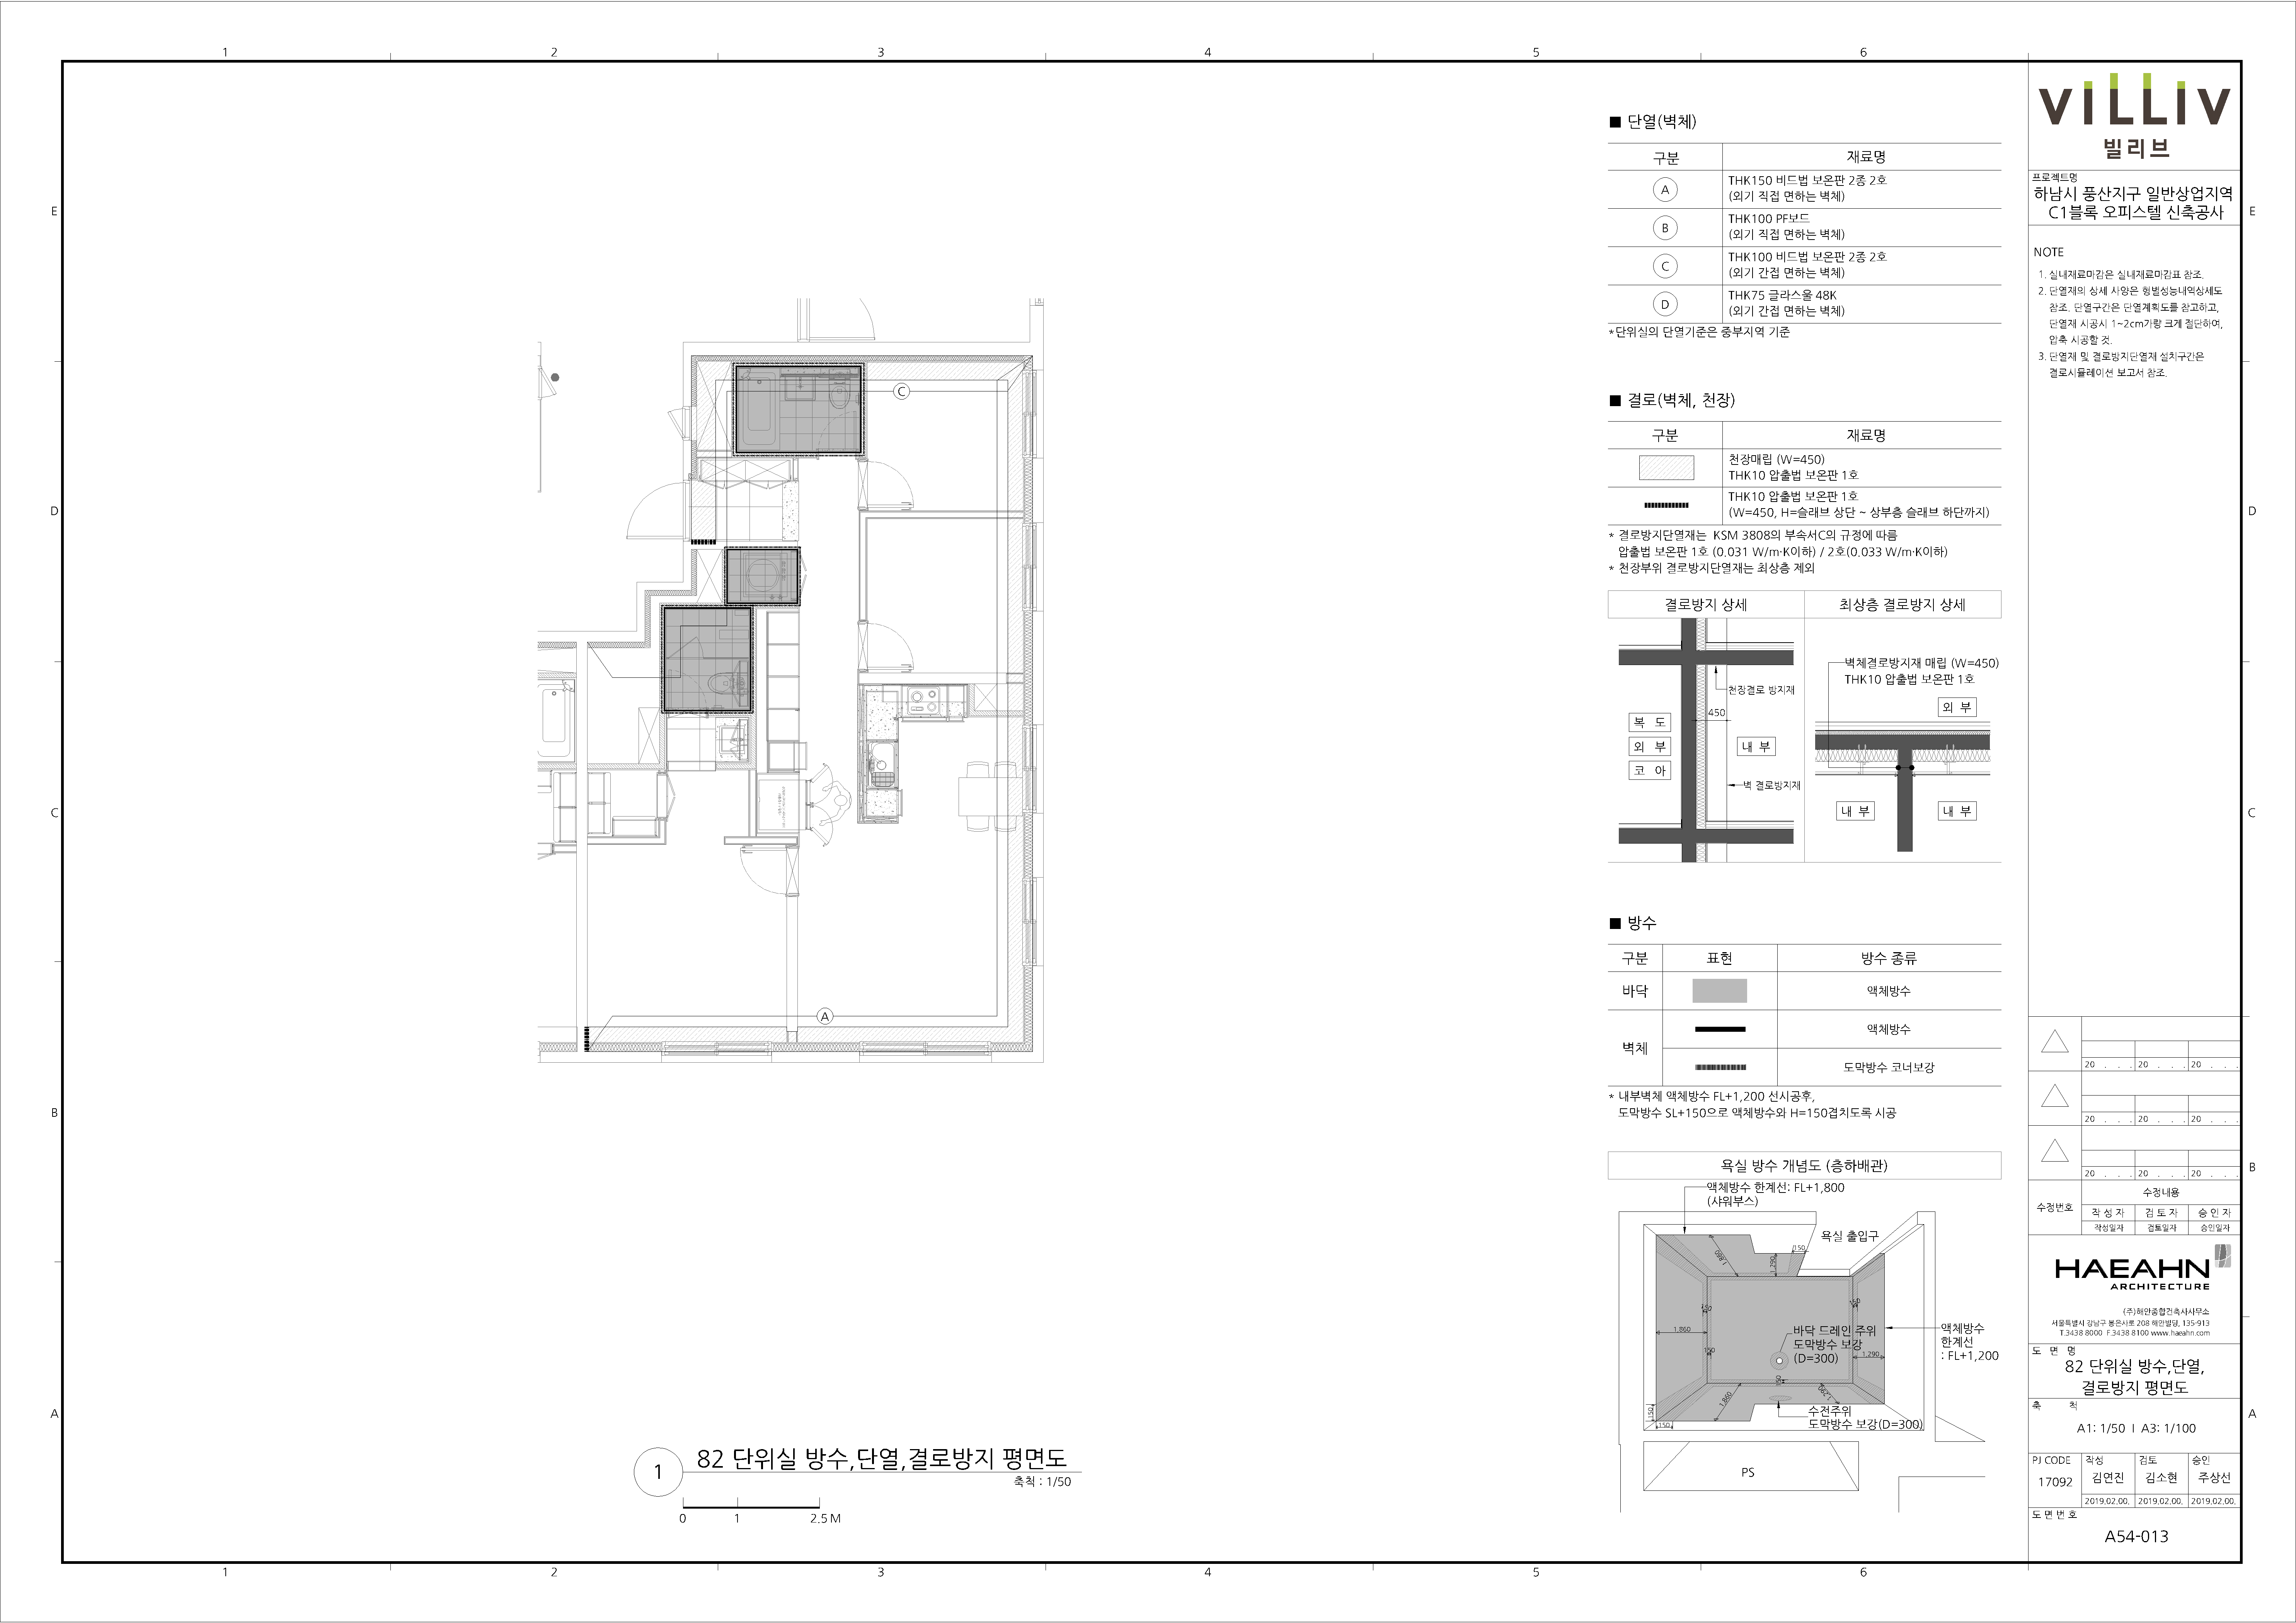 1 2 3 4 5 6
E
D
C
B
A
C
A
1
82 단위실 방수,단열,결로방지 평면도
축척 : 1/50
0 1 2.5 M
■ 단열(벽체)
구분 재료명
A THK150 비드법 보온판 2종 2호
(외기 직접 면하는 벽체)
B THK100 PF보드
(외기 직접 면하는 벽체)
C THK100 비드법 보온판 2종 2호
(외기 간접 면하는 벽체)
D THK75 글라스울 48K
(외기 간접 면하는 벽체)
*단위실의 단열기준은 중부지역 기준
■ 결로(벽체, 천장)
구분 재료명
천장매립 (W=450)
THK10 압출법 보온판 1호
THK10 압출법 보온판 1호
(W=450, H=슬래브 상단 ~ 상부층 슬래브 하단까지)
* 결로방지단열재는 KSM 3808의 부속서C의 규정에 따름
압출법 보온판 1호 (0.031 W/m·K이하) / 2호(0.033 W/m·K이하)
* 천장부위 결로방지단열재는 최상층 제외
결로방지 상세 최상층 결로방지 상세
천장결로 방지재
450
복 도
외 부
코 아
내 부
벽 결로방지재
벽체결로방지재 매립 (W=450)
THK10 압출법 보온판 1호
외 부
내 부 내 부
■ 방수
구분 표현 방수 종류
바닥 액체방수
벽체 액체방수
도막방수 코너보강
* 내부벽체 액체방수 FL+1,200 선시공후,
도막방수 SL+150으로 액체방수와 H=150겹치도록 시공
욕실 방수 개념도 (층하배관)
액체방수 한계선: FL+1,800
(샤워부스)
욕실 출입구
150
1,860
1,290
150
150
1,860
바닥 드레인 주위
도막방수 보강
(D=300)
150
1,290
액체방수
한계선
: FL+1,200
150
1,860
1,290
150
150
수전주위
도막방수 보강(D=300)
PS
VILLIV
빌리브
프로젝트명
하남시 풍산지구 일반상업지역
C1블록 오피스텔 신축공사
NOTE
1. 실내재료마감은 실내재료마감표 참조.
2. 단열재의 상세 사양은 형별성능내역상세도
참조. 단열구간은 단열계획도를 참고하고,
단열재 시공시 1~2cm가량 크게 절단하여,
압축 시공할 것.
3. 단열재 및 결로방지단열재 설치구간은
결로시뮬레이션 보고서 참조.
20 . . . 20 . . . 20 . . .
20 . . . 20 . . . 20 . . .
20 . . . 20 . . . 20 . . .
수정번호 수정내용
작 성 자 검 토 자 승 인 자
작성일자 검토일자 승인일자
HAEAHN
ARCHITECTURE
(주)해안종합건축사사무소
서울특별시 강남구 봉은사로 208 해안빌딩, 135-913
T.3438 8000 F.3438 8100 www.haeahn.com
도 면 명
82 단위실 방수,단열,
결로방지 평면도
축 척
A1: 1/50 I A3: 1/100
PJ CODE 작성 검토 승인
17092 김연진 김소현 주상선
2019.02.00. 2019.02.00. 2019.02.00.
도 면 번 호
A54-013
E
D
C
B
A
1 2 3 4 5 6